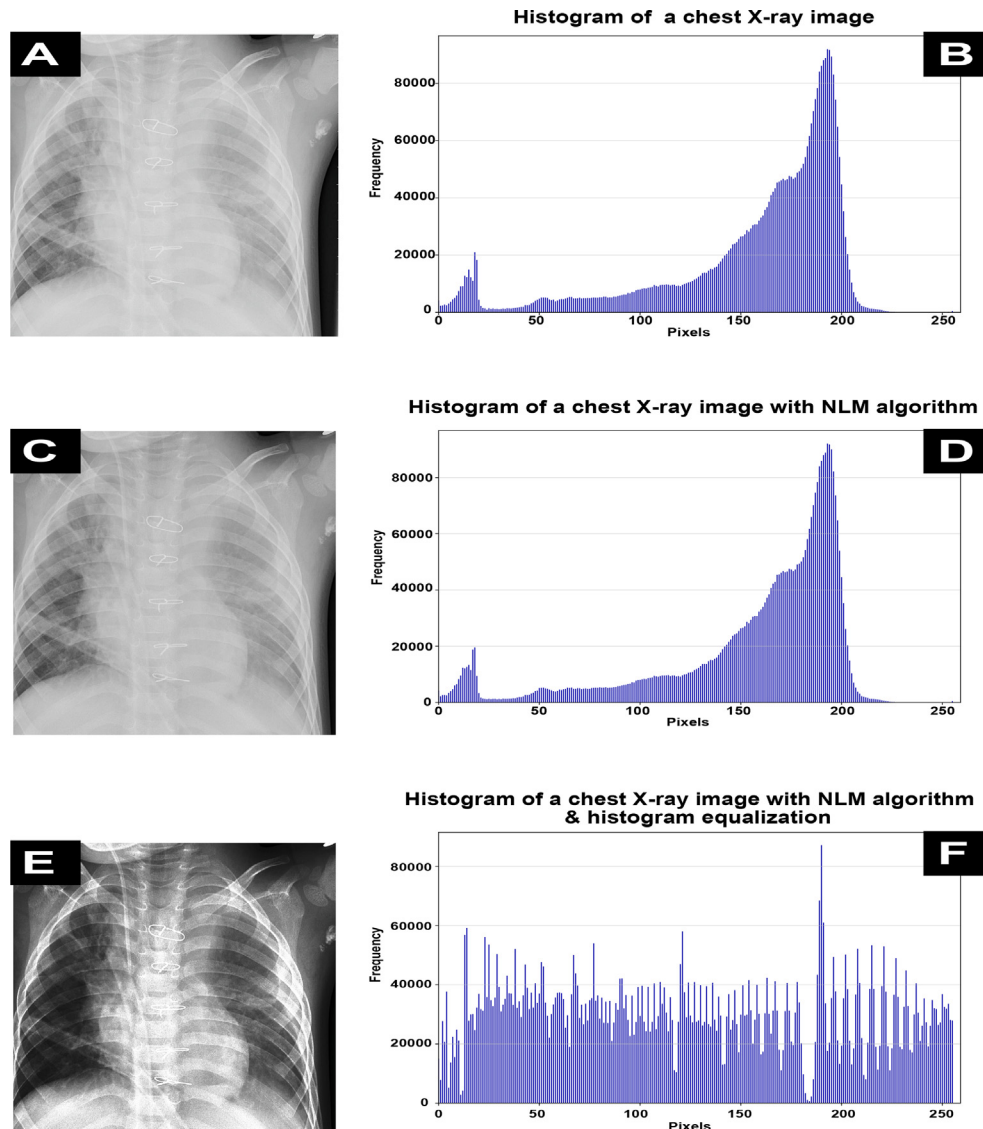 Histogram of a chest X-ray image
A
B
80000
60000
40000
20000
0
Frequency
0 50 100 150 200 250
Pixels
Histogram of a chest X-ray image with NLM algorithm
C
D
80000
60000
40000
20000
0
Frequency
0 50 100 150 200 250
Pixels
Histogram of a chest X-ray image with NLM algorithm
& histogram equalization
E
F
80000
60000
40000
20000
0
Frequency
0 50 100 150 200 250
Pixels